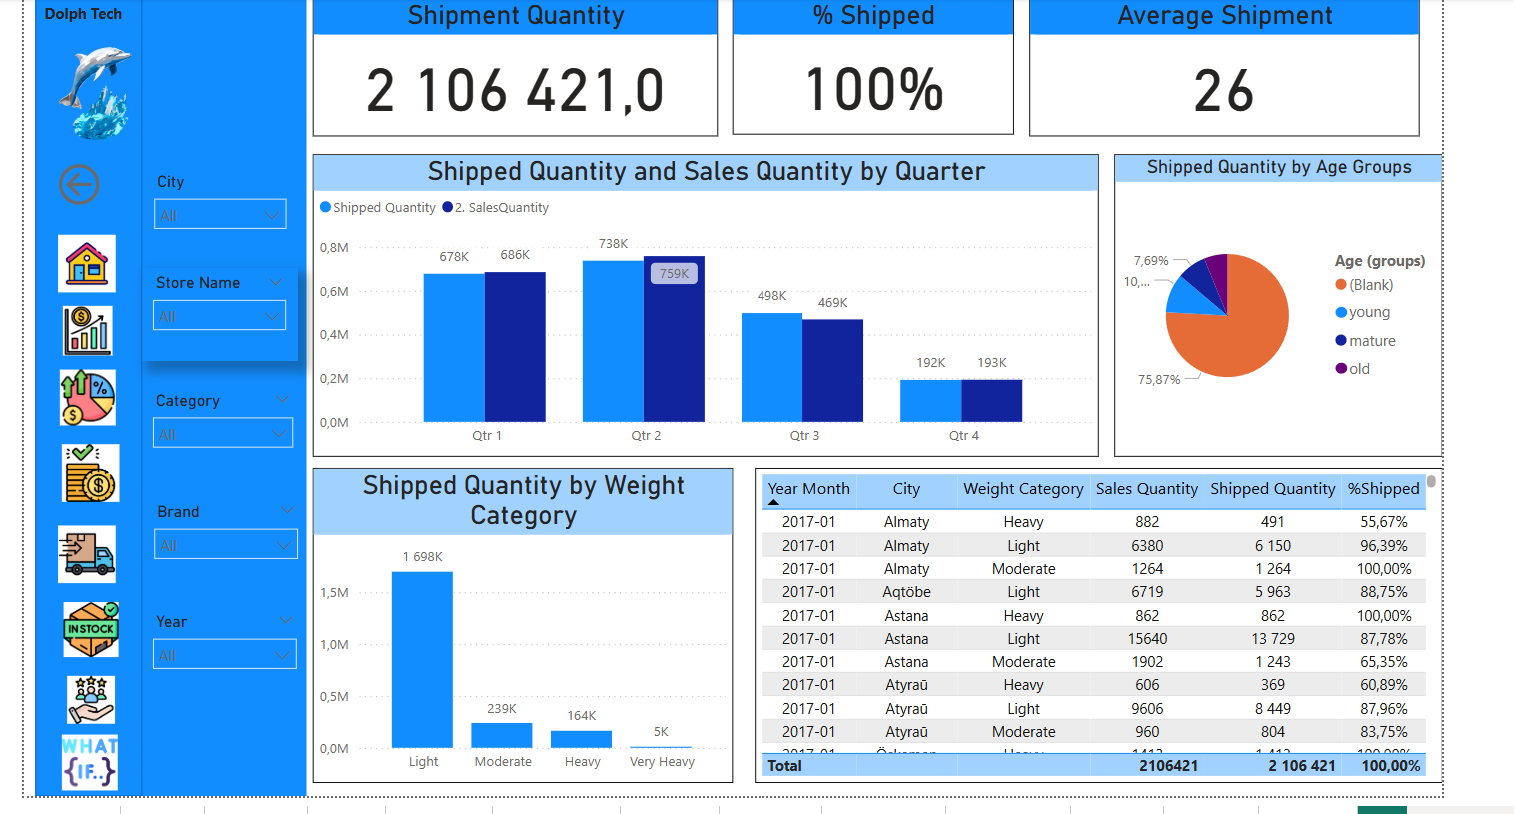 Dolph Tech
Shipment Quantity
2 106 421,0
% Shipped
100%
Average Shipment
26
City
All
Store Name
All
Category
All
Brand
All
Year
All
INSTOCK
WHAT
{IF..}
Shipped Quantity and Sales Quantity by Quarter
Shipped Quantity 2. SalesQuantity
0,8M
0,6M
0,4M
0,2M
0,0M
678K 686K
738K 759K
498K 469K
192K 193K
Qtr 1 Qtr 2 Qtr 3 Qtr 4
Shipped Quantity by Age Groups
7,69%
10,...
75,87%
Age (groups)
(Blank)
young
mature
old
Shipped Quantity by Weight
Category
1,5M
1,0M
0,5M
0,0M
1 698K
239K
164K
5K
Light Moderate Heavy Very Heavy
Year Month City Weight Category Sales Quantity Shipped Quantity %Shipped
2017-01 Almaty Heavy 882 491 55,67%
2017-01 Almaty Light 6380 6 150 96,39%
2017-01 Almaty Moderate 1264 1 264 100,00%
2017-01 Aqtöbe Light 6719 5 963 88,75%
2017-01 Astana Heavy 862 862 100,00%
2017-01 Astana Light 15640 13 729 87,78%
2017-01 Astana Moderate 1902 1 243 65,35%
2017-01 Atyraū Heavy 606 369 60,89%
2017-01 Atyraū Light 9606 8 449 87,96%
2017-01 Atyraū Moderate 960 804 83,75%
Total 2106421 2 106 421 100,00%